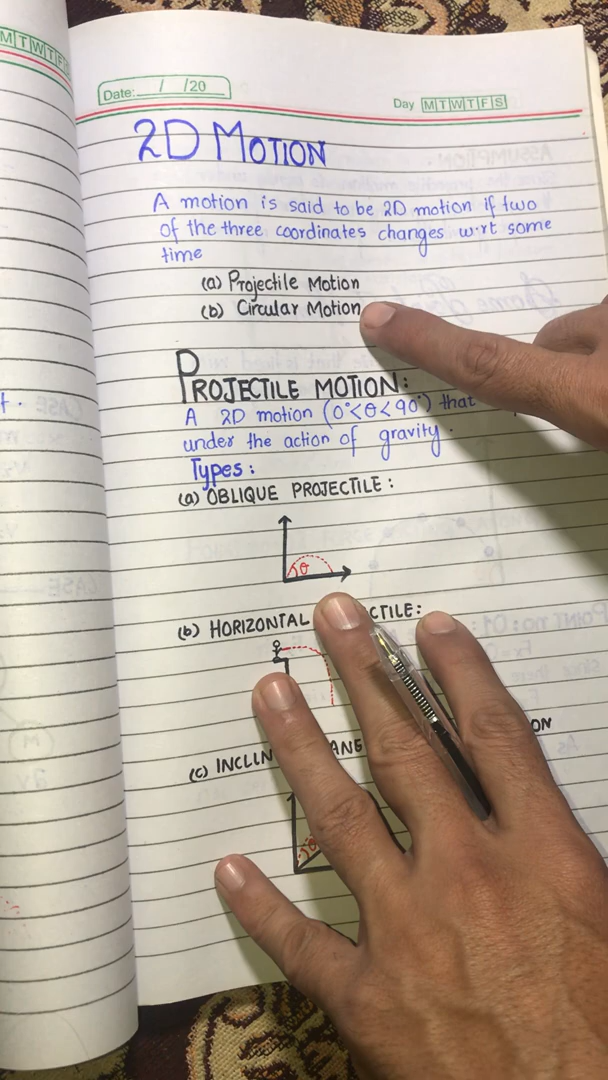 MTWTF
Date: / /20
Day MTWTFS
2D MOTION
A motion is said to be 2D motion if two
of the three coordinates changes w.r.t some
time
(a) Projectile Motion
(b) Circular Motion
PROJECTILE MOTION:
A 2D motion (0°<θ<90°) that
under the action of gravity.
Types:
(a) OBLIQUE PROJECTILE:
θ
(b) HORIZONTAL CTILE:
(c) INCLIN ANE ON
θ